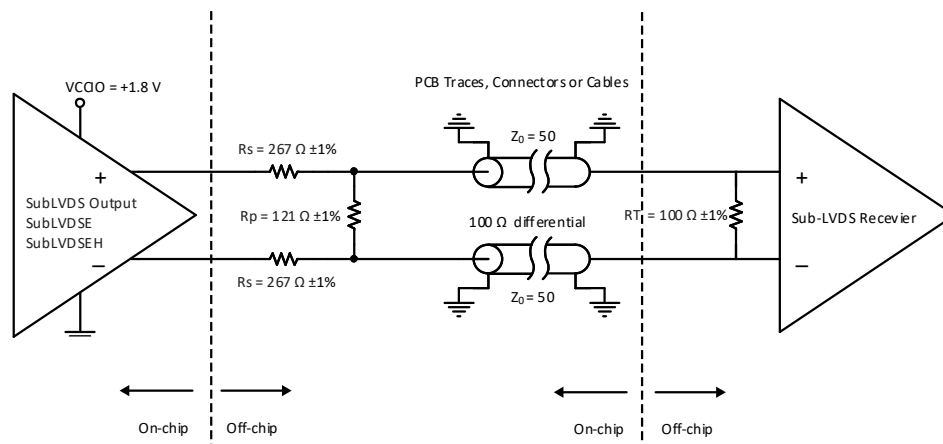 PCB Traces, Connectors or Cables
VCCIO = +1.8 V
Z0 = 50
Rs = 267 Ω ±1%
+
+
SubLVDS Output
SubLVDSE
SubLVDSEH
Rp = 121 Ω ±1%
100 Ω differential
RT = 100 Ω ±1%
Sub-LVDS Recevier
−
−
Rs = 267 Ω ±1%
Z0 = 50
On-chip
Off-chip
On-chip
Off-chip